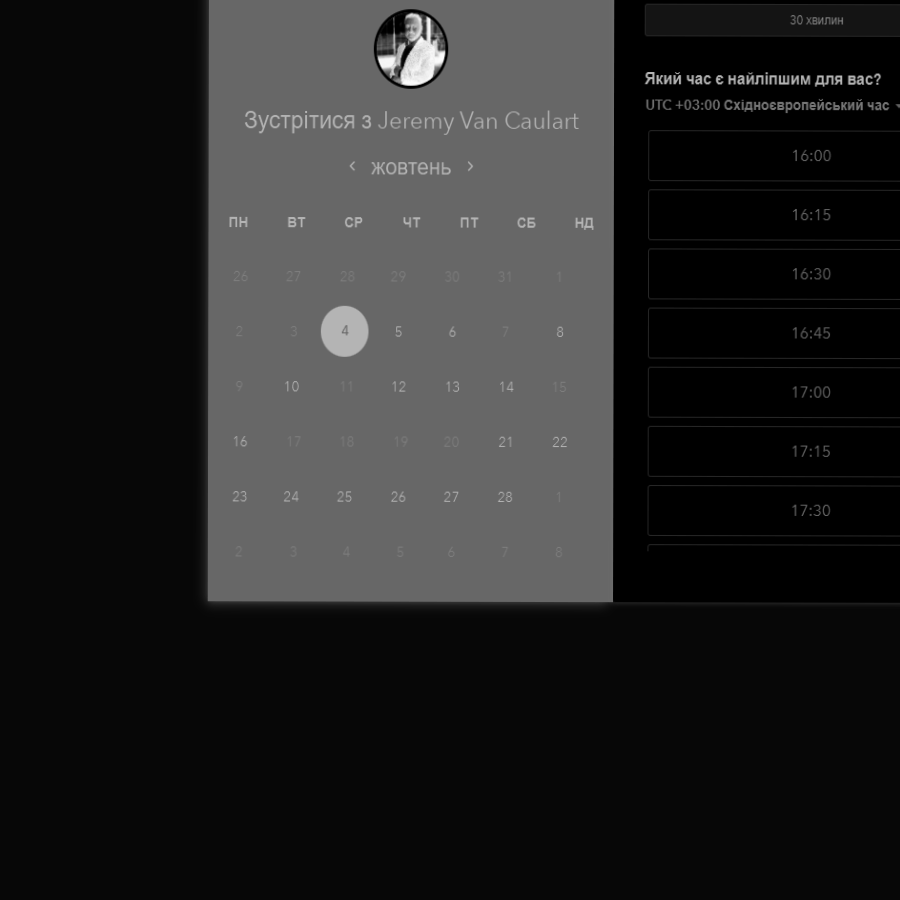 Зустрітися з Jeremy Van Caulart
‹ жовтень ›
ПН ВТ СР ЧТ ПТ СБ НД
26 27 28 29 30 31 1
2 3 4 5 6 7 8
9 10 11 12 13 14 15
16 17 18 19 20 21 22
23 24 25 26 27 28 1
2 3 4 5 6 7 8
30 хвилин
Який час є найліпшим для вас?
UTC +03:00 Східноєвропейський час
16:00
16:15
16:30
16:45
17:00
17:15
17:30